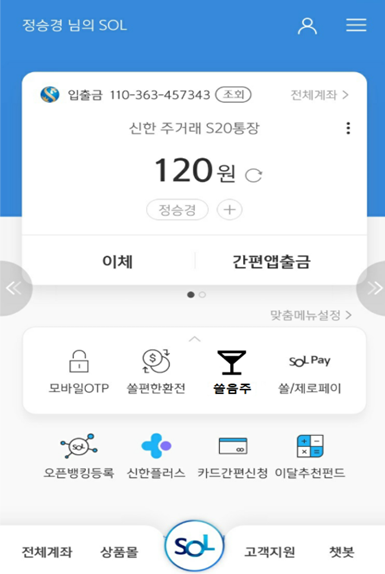 정승경 님의 SOL
입출금 110-363-457343 조회 전체계좌 >
신한 주거래 S20통장
120원
정승경 +
이체 간편앱출금
맞춤메뉴설정 >
SOL Pay
모바일OTP 쏠편한환전 쏠음주 쏠/제로페이
SOL
오픈뱅킹등록 신한플러스 카드간편신청 이달추천펀드
전체계좌 상품몰 SOL 고객지원 챗봇